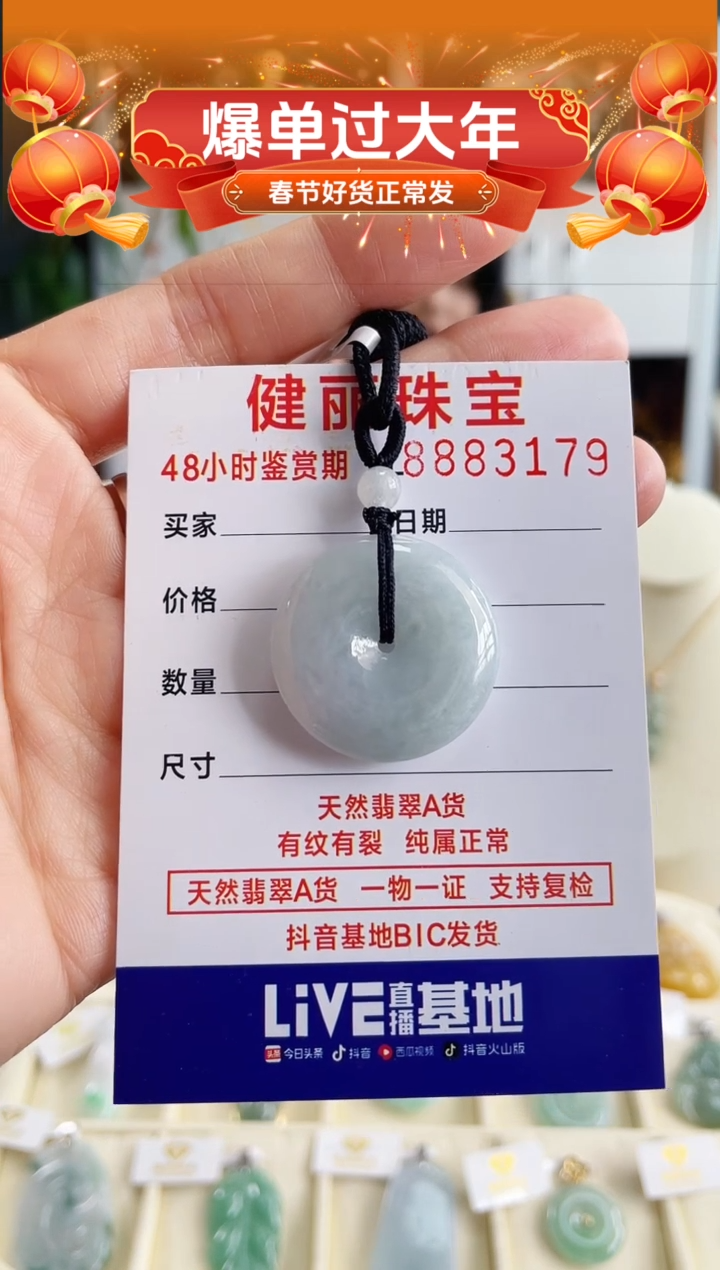 爆单过大年
春节好货正常发
健丽珠宝
48小时鉴赏期 8883179
买家 日期
价格
数量
尺寸
天然翡翠A货
有纹有裂 纯属正常
天然翡翠A货 一物一证 支持复检
抖音基地BIC发货
LiVE直播基地
头条 今日头条 抖音 西瓜视频 抖音火山版